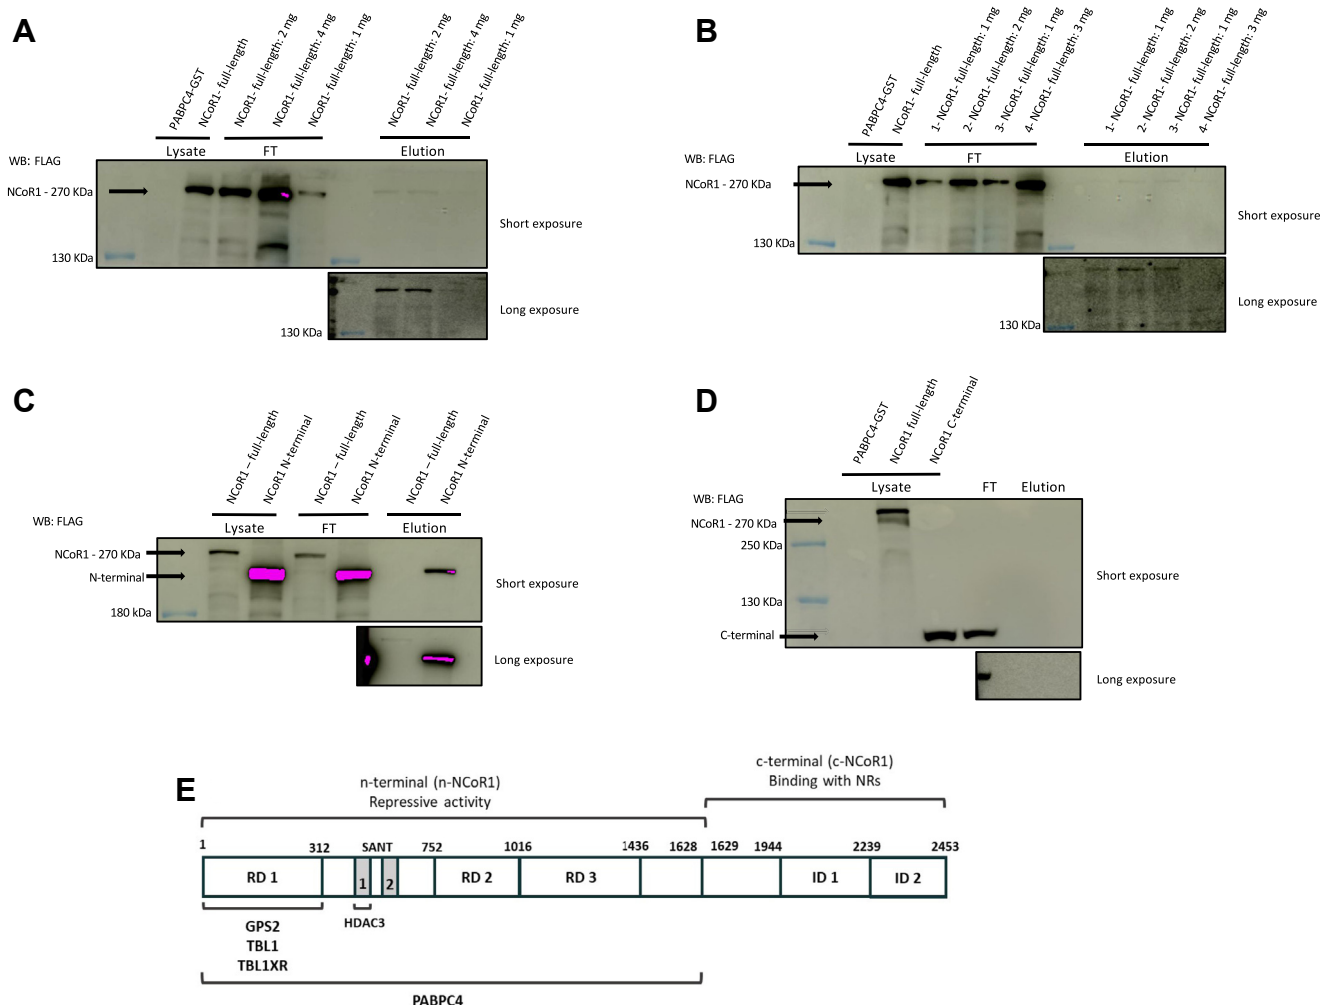 A
PABPC4-GST
NCoR1- full-length
NCoR1- full-length: 2 mg
NCoR1- full-length: 4 mg
NCoR1- full-length: 1 mg
NCoR1- full-length: 2 mg
NCoR1- full-length: 4 mg
NCoR1- full-length: 1 mg
Lysate
FT
Elution
WB: FLAG
NCoR1 - 270 KDa
130 KDa
Short exposure
130 KDa
Long exposure
B
PABPC4-GST
NCoR1- full-length
1- NCoR1- full-length: 1 mg
2- NCoR1- full-length: 2 mg
3- NCoR1- full-length: 1 mg
4- NCoR1- full-length: 3 mg
1- NCoR1- full-length: 1 mg
2- NCoR1- full-length: 2 mg
3- NCoR1- full-length: 1 mg
4- NCoR1- full-length: 3 mg
Lysate
FT
Elution
WB: FLAG
NCoR1 - 270 KDa
130 KDa
Short exposure
130 KDa
Long exposure
C
NCoR1 – full-length
NCoR1 N-terminal
NCoR1 – full-length
NCoR1 N-terminal
NCoR1 – full-length
NCoR1 N-terminal
WB: FLAG
Lysate
FT
Elution
NCoR1 - 270 KDa
N-terminal
180 kDa
Short exposure
Long exposure
D
PABPC4-GST
NCoR1 full-length
NCoR1 C-terminal
Lysate
FT
Elution
WB: FLAG
NCoR1 - 270 KDa
250 KDa
130 KDa
C-terminal
Short exposure
Long exposure
E
n-terminal (n-NCoR1)
Repressive activity
c-terminal (c-NCoR1)
Binding with NRs
1 312 SANT 752 1016 1436 1628 1629 1944 2239 2453
RD 1 1 2 RD 2 RD 3 ID 1 ID 2
GPS2
TBL1
TBL1XR
HDAC3
PABPC4